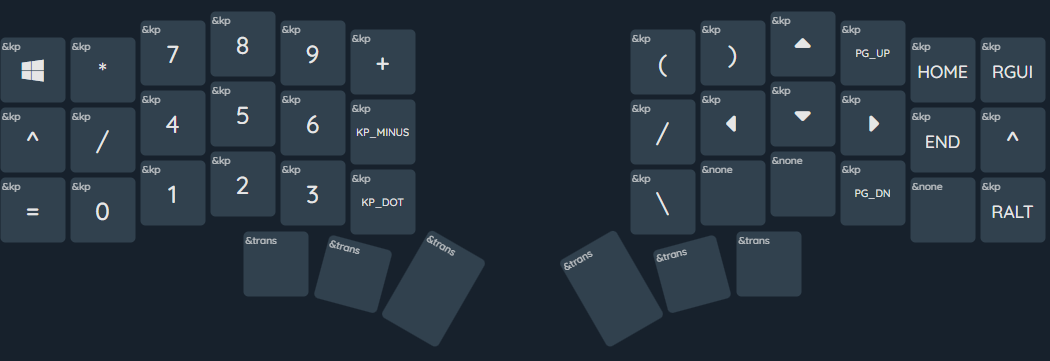 &kp &kp * &kp 7 &kp 8 &kp 9 &kp +
&kp ^ &kp / &kp 4 &kp 5 &kp 6 &kp KP_MINUS
&kp = &kp 0 &kp 1 &kp 2 &kp 3 &kp KP_DOT
&trans &trans &trans
&kp ( &kp ) &kp &kp PG_UP &kp HOME &kp RGUI
&kp / &kp &kp &kp &kp END &kp ^
&kp \ &none &none &kp PG_DN &none &kp RALT
&trans &trans &trans